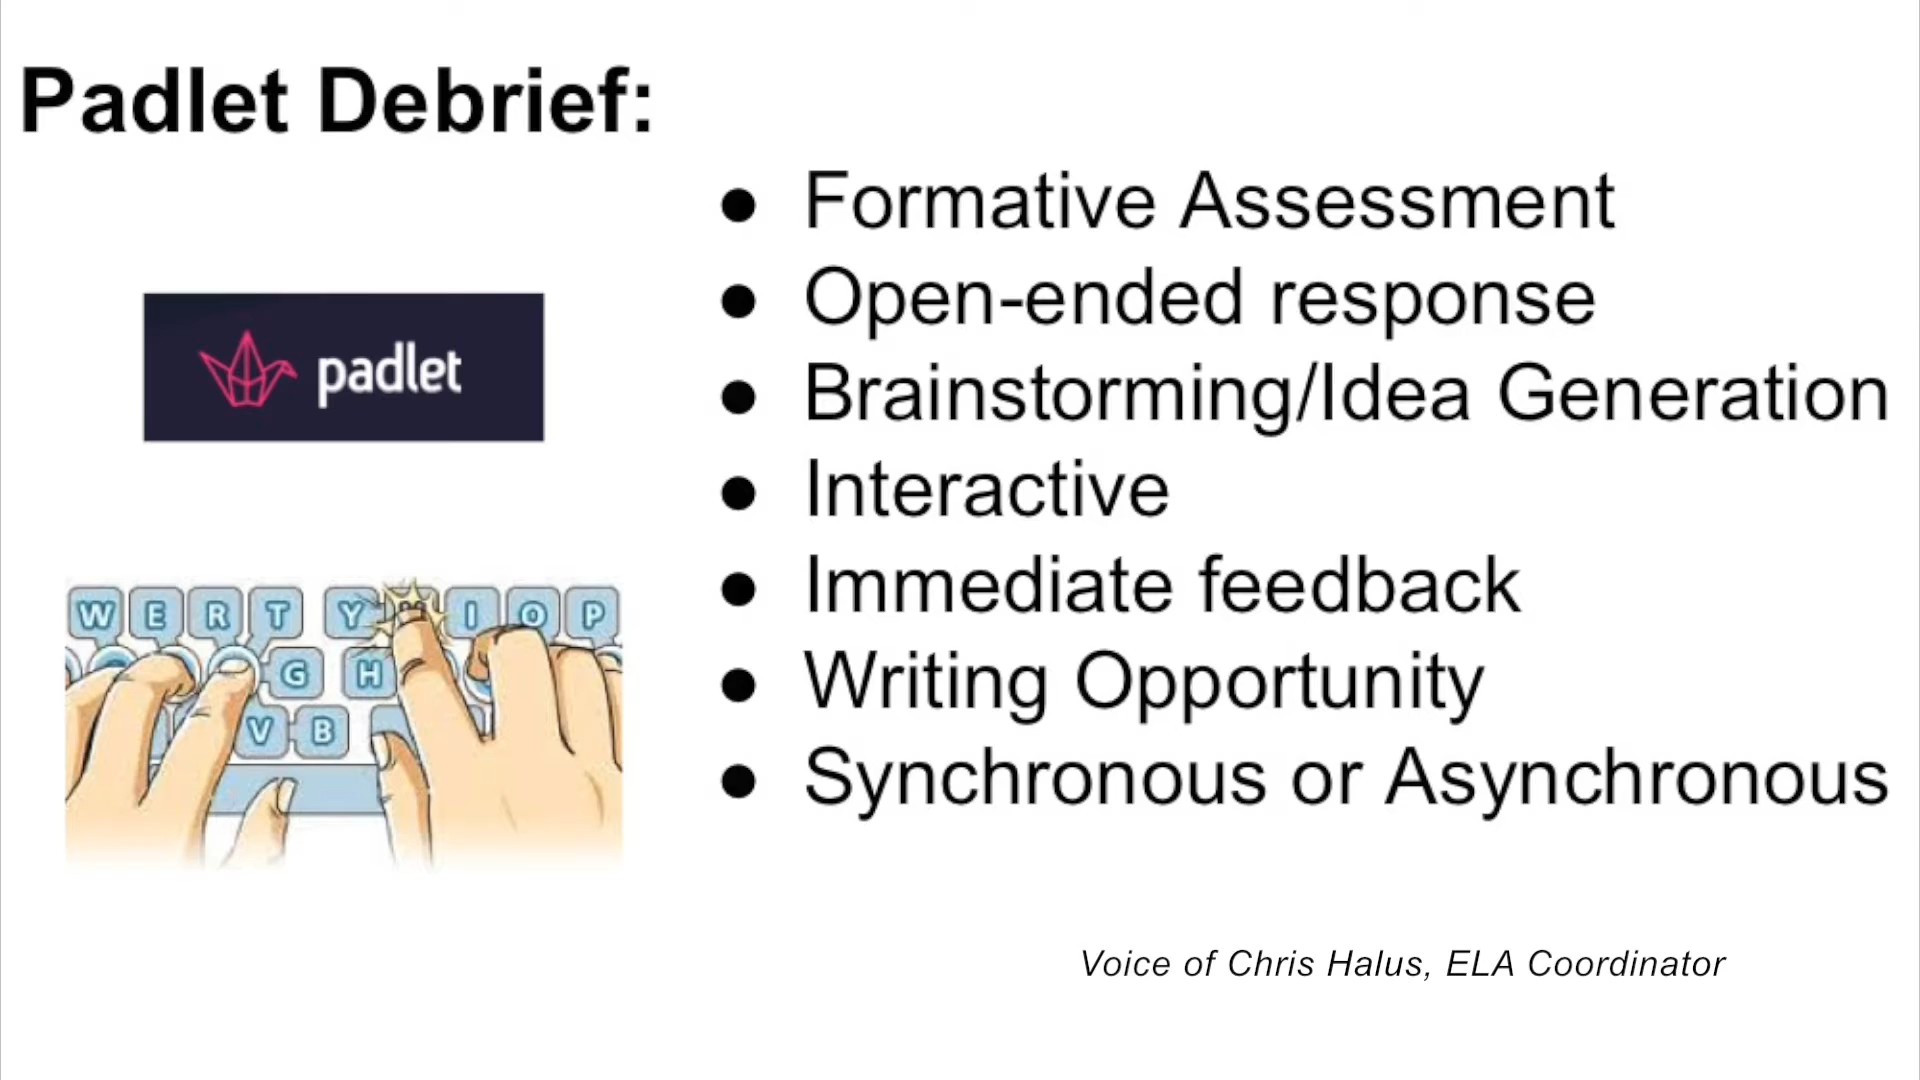 Padlet Debrief:
padlet
● Formative Assessment
● Open-ended response
● Brainstorming/Idea Generation
● Interactive
● Immediate feedback
● Writing Opportunity
● Synchronous or Asynchronous
W E R T Y I O P
G H
V B
Voice of Chris Halus, ELA Coordinator